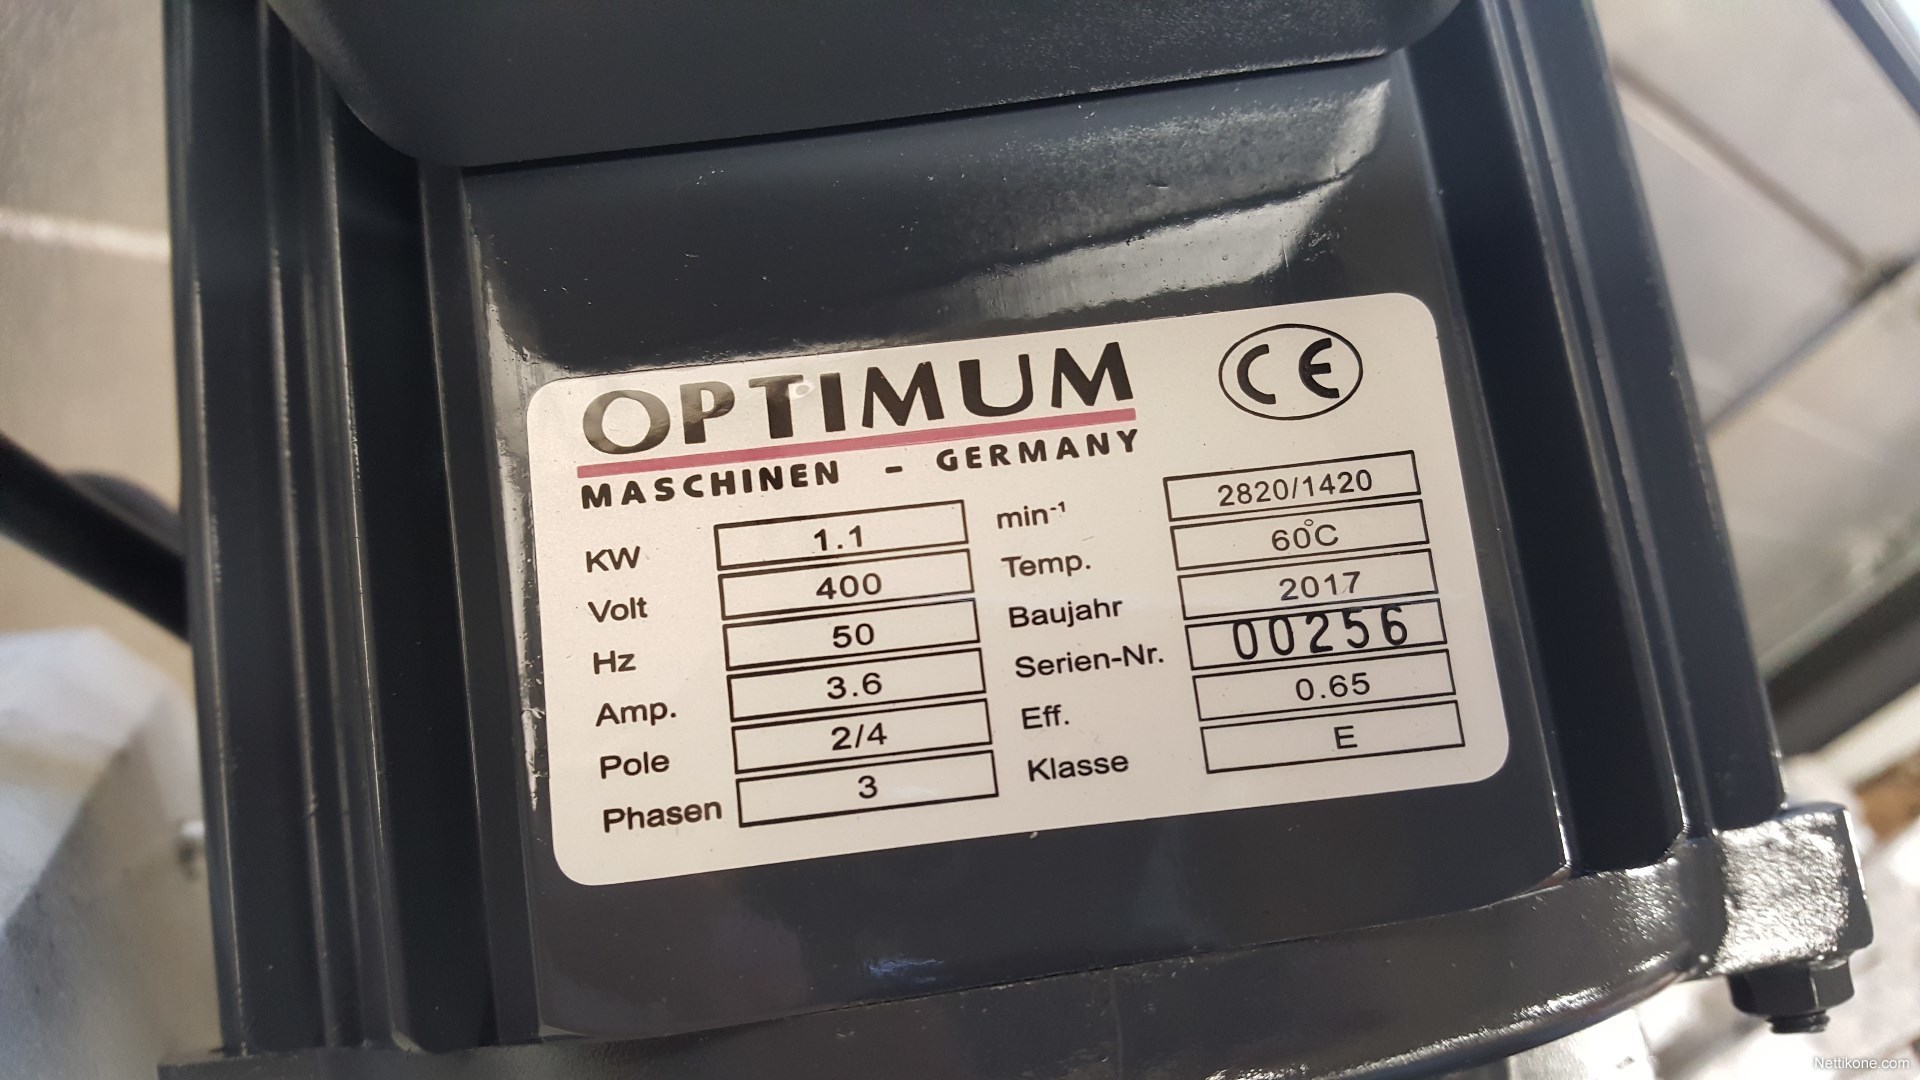 OPTIMUM
MASCHINEN - GERMANY
CE
KW 1.1
Volt 400
Hz 50
Amp. 3.6
Pole 2/4
Phasen 3
min-¹ 2820/1420
Temp. 60°C
Baujahr 2017
Serien-Nr. 00256
Eff. 0.65
Klasse E
Nettikone.com